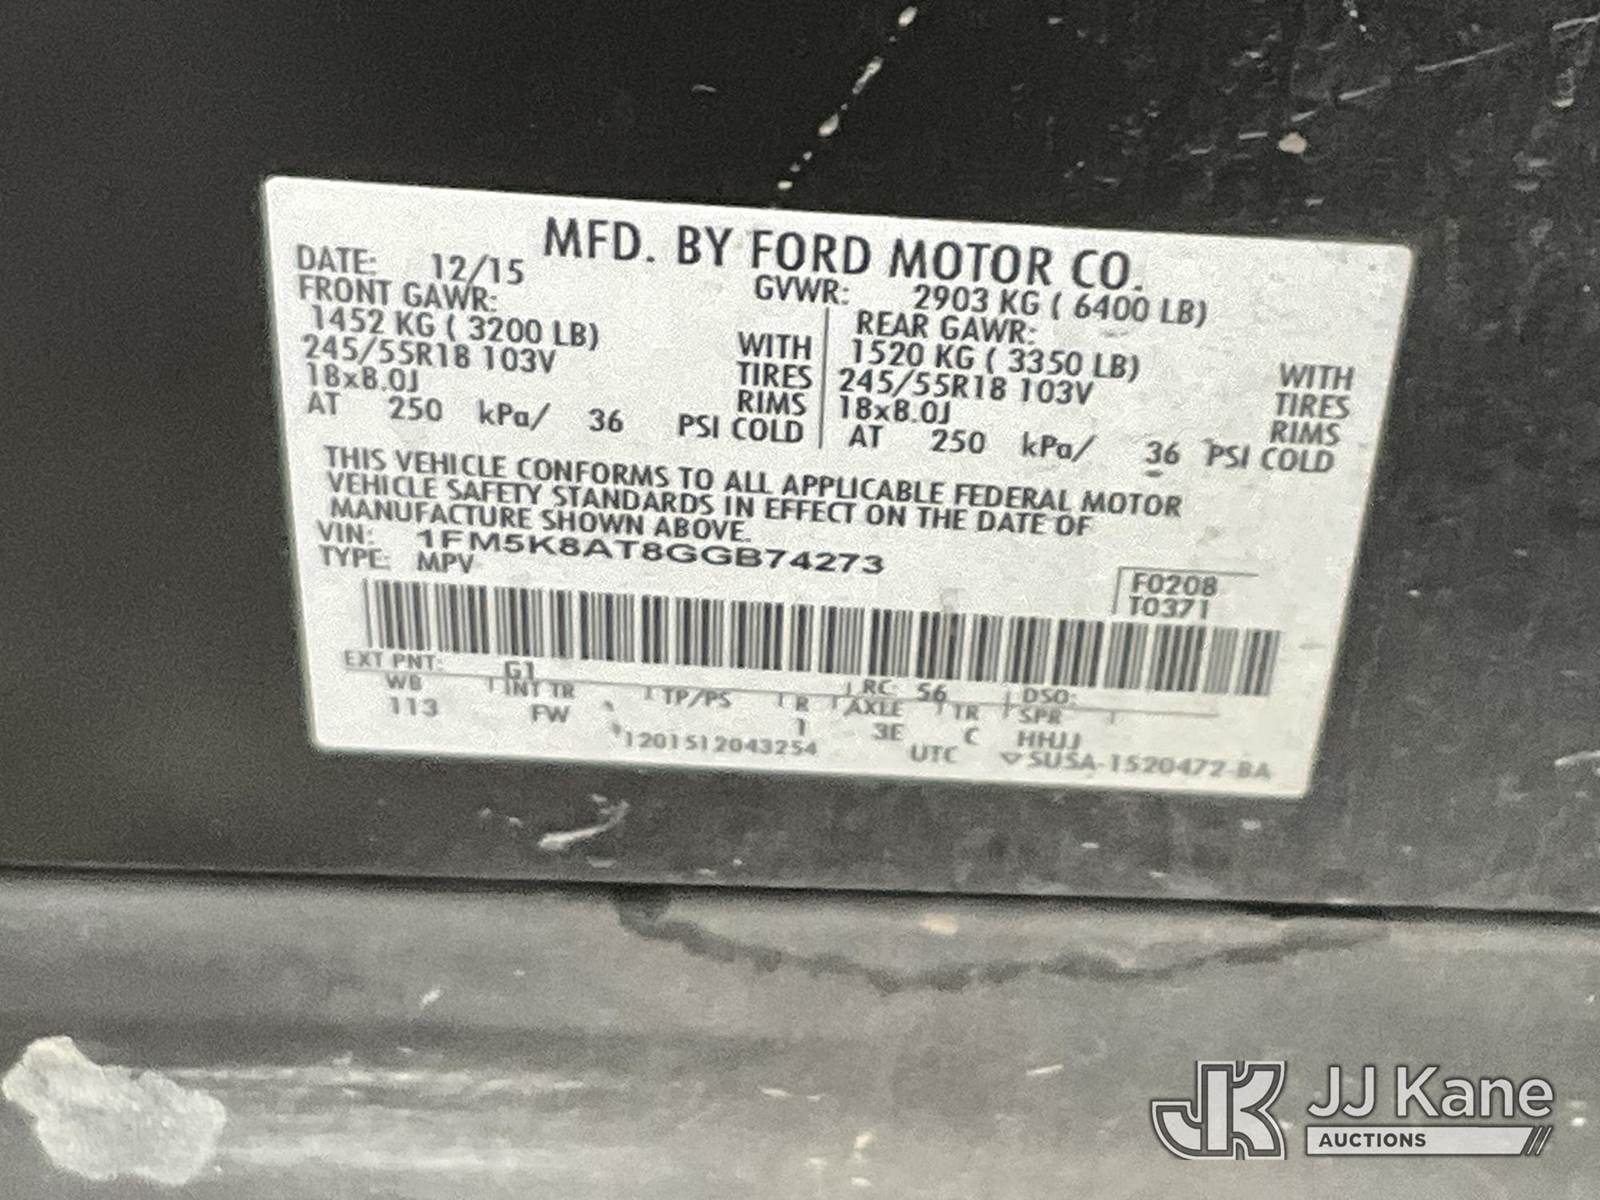 MFD. BY FORD MOTOR CO.
DATE: 12/15 GVWR: 2903 KG ( 6400 LB)
FRONT GAWR: REAR GAWR:
1452 KG ( 3200 LB) WITH 1520 KG ( 3350 LB) WITH
245/55R18 103V TIRES 245/55R18 103V TIRES
18x8.0J RIMS 18x8.0J RIMS
AT 250 kPa/ 36 PSI COLD AT 250 kPa/ 36 PSI COLD
THIS VEHICLE CONFORMS TO ALL APPLICABLE FEDERAL MOTOR
VEHICLE SAFETY STANDARDS IN EFFECT ON THE DATE OF
MANUFACTURE SHOWN ABOVE.
VIN: 1FM5K8AT8GGB74273
TYPE: MPV
F0208
T0371
EXT PNT: G1 RC: 56 DSO:
WB INT TR TP/PS R AXLE TR SPR
113 FW 1 3E C HHJJ
1201512043254 UTC ▽SUSA-1520472-BA
JK JJ Kane
AUCTIONS